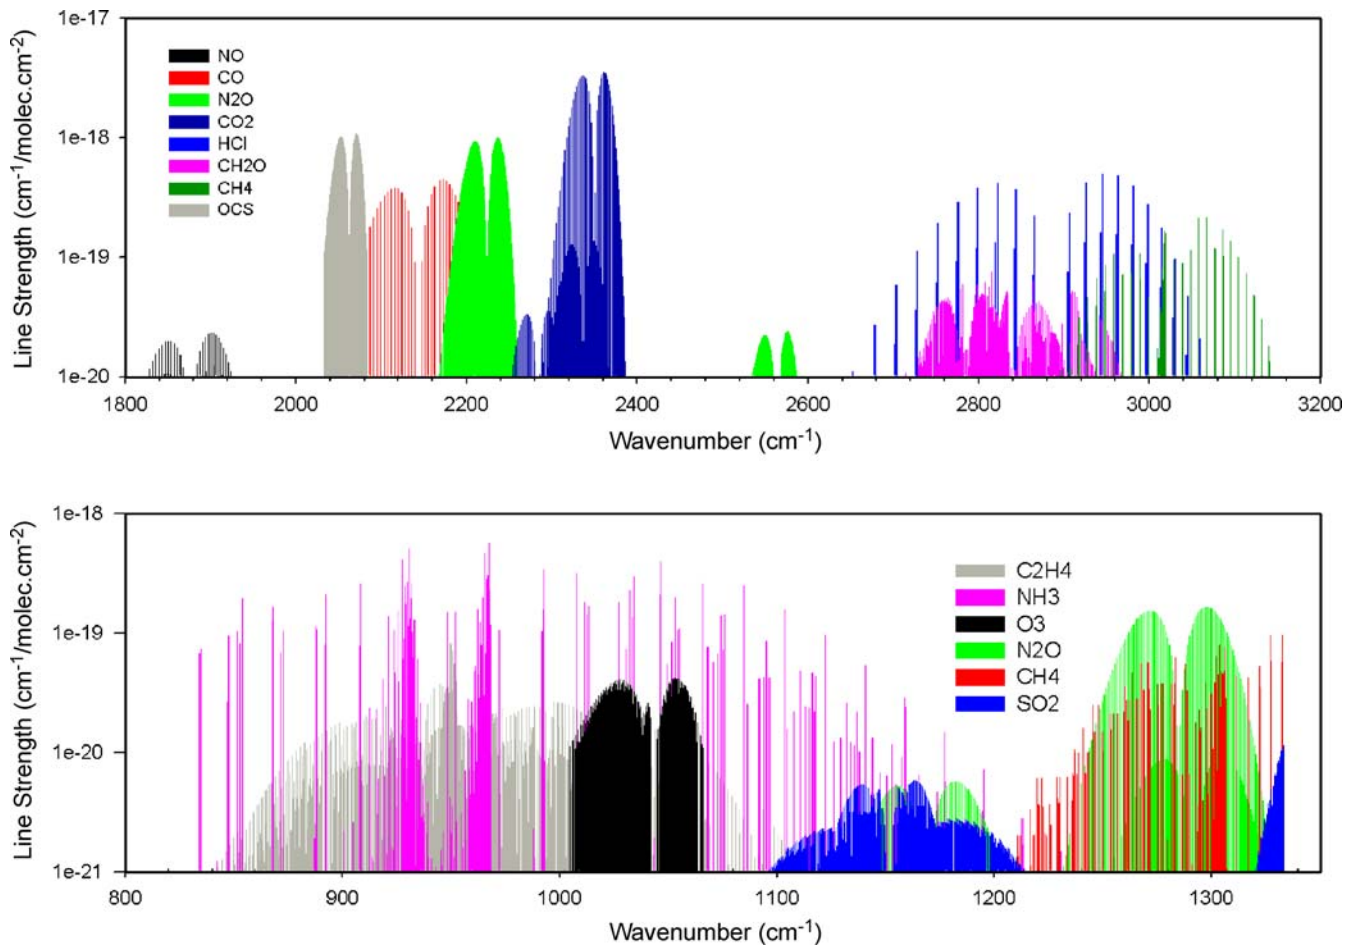 1e-17
1e-18
1e-19
1e-20
Line Strength (cm-1/molec.cm-2)
NO
CO
N2O
CO2
HCl
CH2O
CH4
OCS
1800 2000 2200 2400 2600 2800 3000 3200
Wavenumber (cm-1)
1e-18
1e-19
1e-20
1e-21
Line Strength (cm-1/molec.cm-2)
C2H4
NH3
O3
N2O
CH4
SO2
800 900 1000 1100 1200 1300
Wavenumber (cm-1)